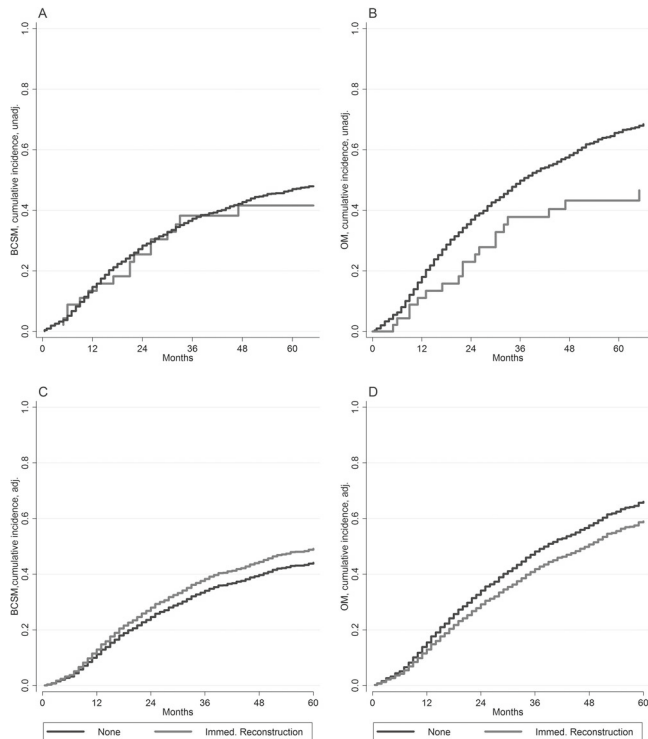 A
BCSM, cumulative incidence, unadj.
1.0
0.8
0.6
0.4
0.2
0.0
0 12 24 36 48 60
Months
B
OM, cumulative incidence, unadj.
1.0
0.8
0.6
0.4
0.2
0.0
0 12 24 36 48 60
Months
C
BCSM,cumulative incidence, adj.
1.0
0.8
0.6
0.4
0.2
0.0
0 12 24 36 48 60
Months
D
OM, cumulative incidence, adj.
1.0
0.8
0.6
0.4
0.2
0.0
0 12 24 36 48 60
Months
None Immed. Reconstruction
None Immed. Reconstruction